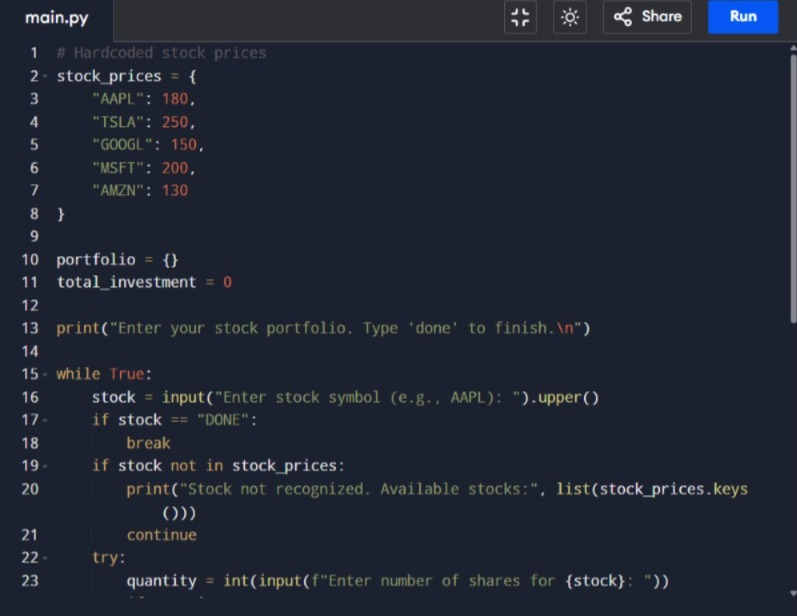 main.py
Share
Run
1 # Hardcoded stock prices
2 stock_prices = {
3 "AAPL": 180,
4 "TSLA": 250,
5 "GOOGL": 150,
6 "MSFT": 200,
7 "AMZN": 130
8 }
9
10 portfolio = {}
11 total_investment = 0
12
13 print("Enter your stock portfolio. Type 'done' to finish.\n")
14
15 while True:
16 stock = input("Enter stock symbol (e.g., AAPL): ").upper()
17 if stock == "DONE":
18 break
19 if stock not in stock_prices:
20 print("Stock not recognized. Available stocks:", list(stock_prices.keys
()))
21 continue
22 try:
23 quantity = int(input(f"Enter number of shares for {stock}: "))